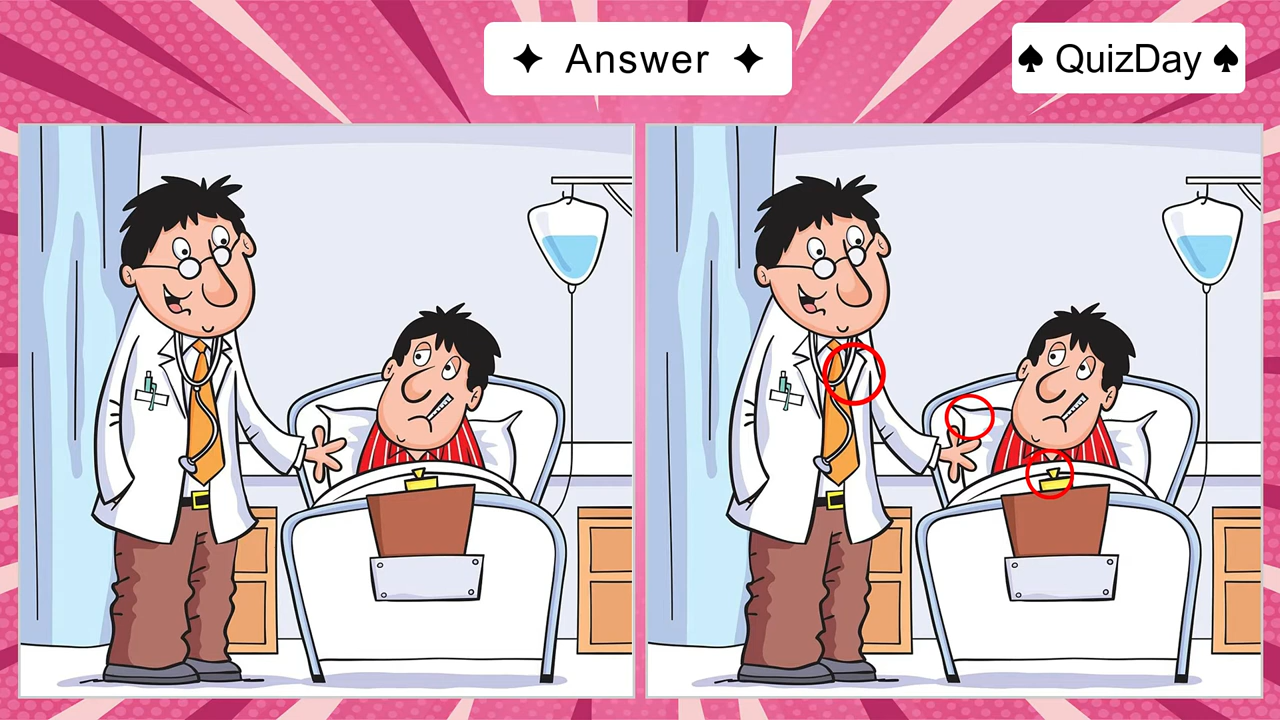 ✦ Answer ✦
♠ QuizDay ♠